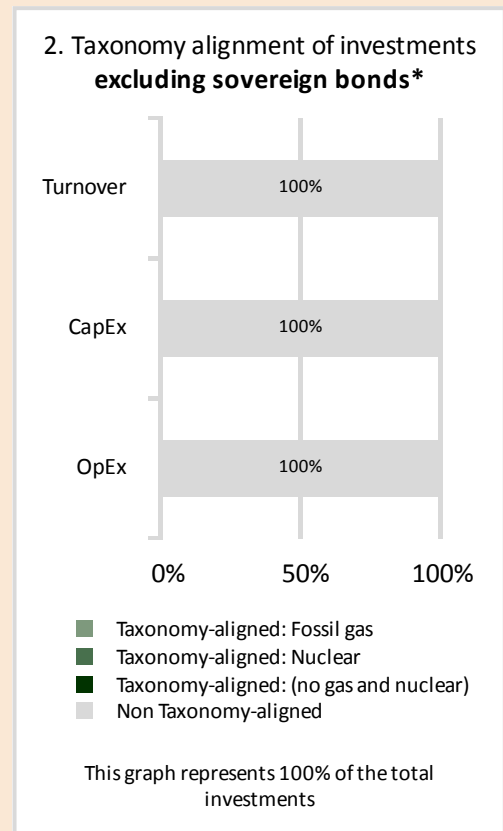 2. Taxonomy alignment of investments
excluding sovereign bonds*
Turnover
100%
CapEx
100%
OpEx
100%
0% 50% 100%
Taxonomy-aligned: Fossil gas
Taxonomy-aligned: Nuclear
Taxonomy-aligned: (no gas and nuclear)
Non Taxonomy-aligned
This graph represents 100% of the total
investments